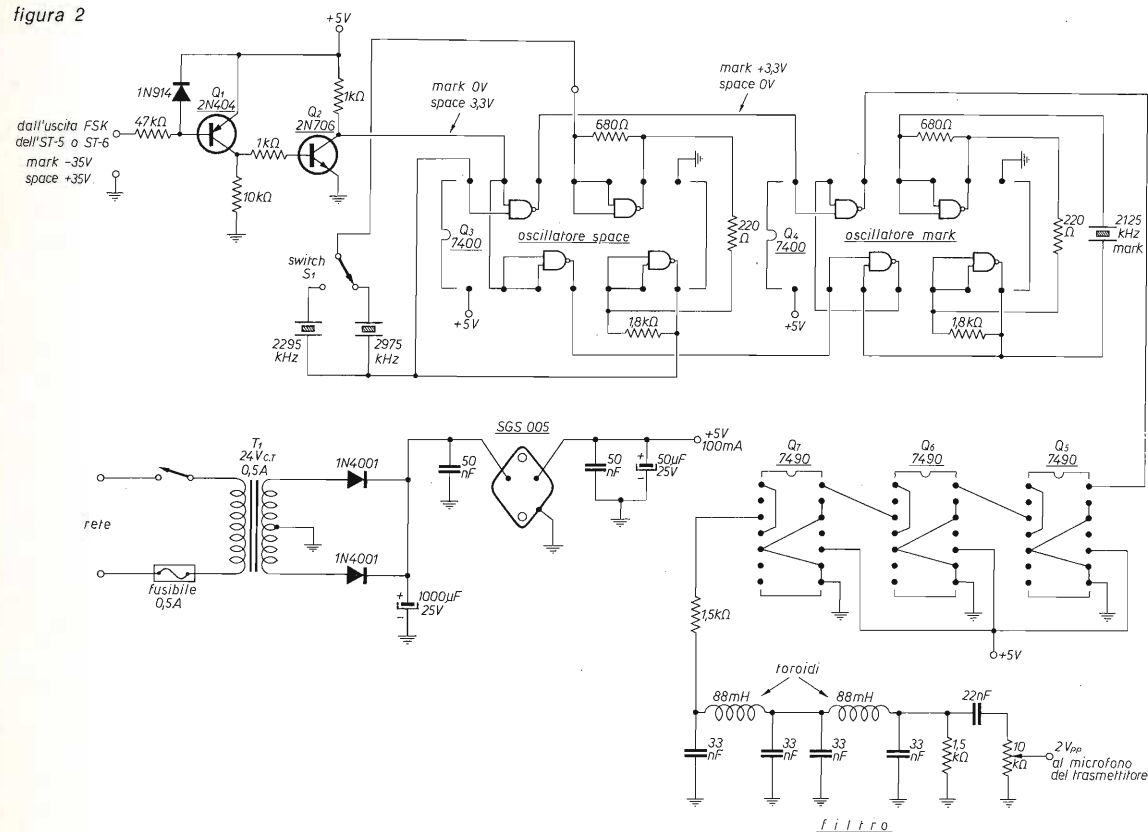 figura 2
+5V
1N914
Q1
2N404
47kΩ
dall'uscita FSK
dell'ST-5 o ST-6
mark -35V
space +35V
10kΩ
1kΩ
Q2
2N706
1kΩ
mark 0V
space 3,3V
mark +3,3V
space 0V
680Ω
680Ω
Q3
7400
oscillatore space
220
Ω
Q4
7400
oscillatore mark
220
Ω
2125
kHz
mark
switch
S1
+5V
1,8kΩ
+5V
1,8kΩ
2295
kHz
2975
kHz
rete
fusibile
0,5A
T1
24V C.T
0,5A
1N4001
1N4001
1000µF
25V
+
-
50
nF
SGS 005
50
nF
+
-
50µF
25V
+5V
100mA
Q7
7490
Q6
7490
Q5
7490
1,5kΩ
+5V
toroidi
88mH
88mH
22nF
33
nF
33
nF
33
nF
33
nF
1,5
kΩ
10
kΩ
2Vpp
al microfono
del trasmettitore
filtro